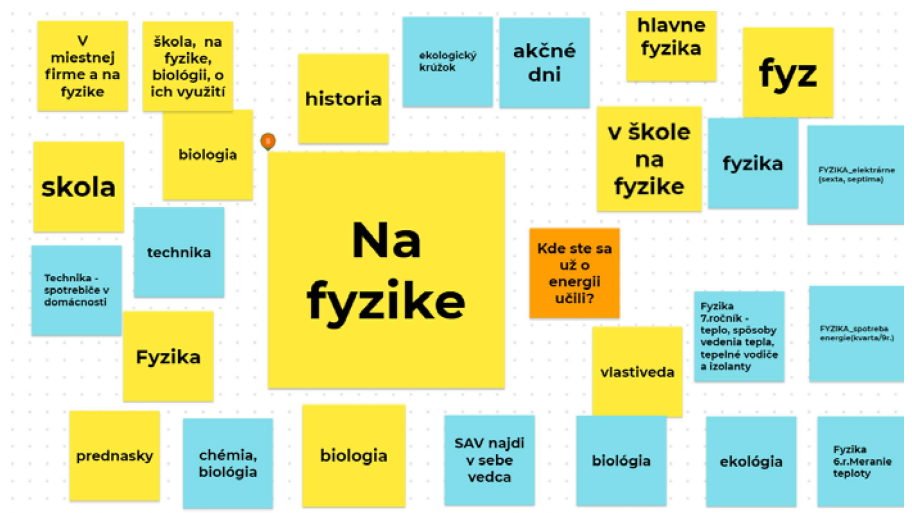 V
miestnej
firme a na
fyzike
škola, na
fyzike,
biológii, o
ich využití
historia
ekologický
krúžok
akčné
dni
hlavne
fyzika
fyz
biologia
skola
v škole
na
fyzike
fyzika
FYZIKA_elektrárne
(sexta, septima)
technika
Na
fyzike
Kde ste sa
už o
energii
učili?
Technika -
spotrebiče v
domácnosti
Fyzika
Fyzika
7.ročník -
teplo, spôsoby
vedenia tepla,
tepelné vodiče
a izolanty
FYZIKA_spotreba
energie(kvarta/9r.)
vlastiveda
prednasky
chémia,
biológia
biologia
SAV najdi
v sebe
vedca
biológia
ekológia
Fyzika
6.r.Meranie
teploty